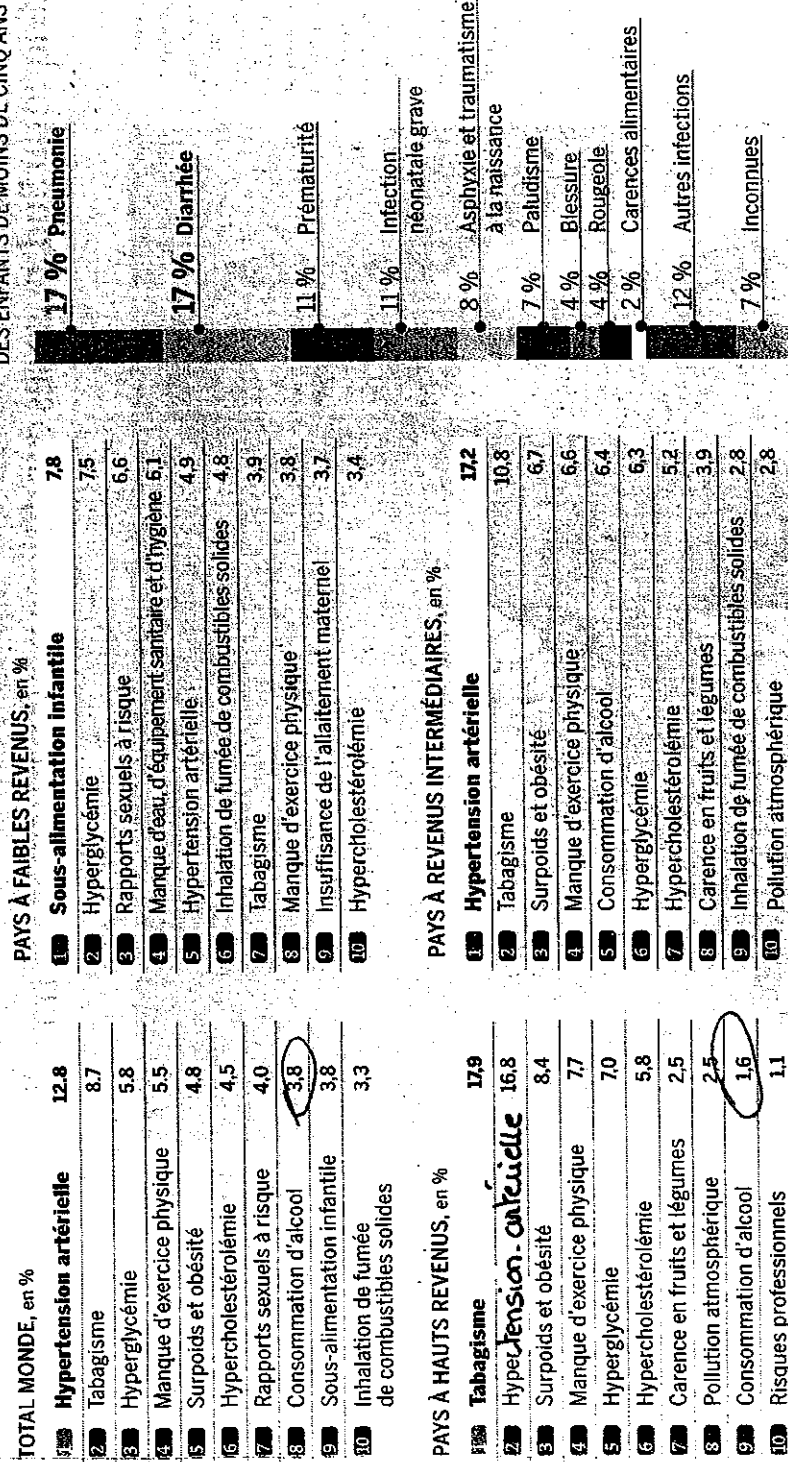 TOTAL MONDE, en %
1 Hypertension artérielle 12.8
2 Tabagisme 8.7
3 Hyperglycémie 5.8
4 Manque d'exercice physique 5.5
5 Surpoids et obésité 4.8
6 Hypercholestérolémie 4,5
7 Rapports sexuels à risque 4,0
8 Consommation d'alcool 3,8
9 Sous-alimentation infantile 3,8
10 Inhalation de fumée 3,3
de combustibles solides
PAYS À HAUTS REVENUS, en %
1 Tabagisme 17,9
2 Hypertension artérielle 16,8
3 Surpoids et obésité 8,4
4 Manque d'exercice physique 7,7
5 Hyperglycémie 7,0
6 Hypercholestérolémie 5,8
7 Carence en fruits et légumes 2,5
8 Pollution atmosphérique 2,5
9 Consommation d'alcool 1,6
10 Risques professionnels 1,1
PAYS À FAIBLES REVENUS, en %
1 Sous-alimentation infantile 7,8
2 Hyperglycémie 7,5
3 Rapports sexuels à risque 6,6
4 Manque d'eau, d'équipement sanitaire et d'hygiène 6,1
5 Hypertension artérielle 4,9
6 Inhalation de fumée de combustibles solides 4,8
7 Tabagisme 3,9
8 Manque d'exercice physique 3,8
9 Insuffisance de l'allaitement maternel 3,7
10 Hypercholestérolémie 3,4
PAYS À REVENUS INTERMÉDIAIRES, en %
1 Hypertension artérielle 17,2
2 Tabagisme 10,8
3 Surpoids et obésité 6,7
4 Manque d'exercice physique 6,6
5 Consommation d'alcool 6,4
6 Hyperglycémie 6,3
7 Hypercholestérolémie 5,2
8 Carence en fruits et légumes 3,9
9 Inhalation de fumée de combustibles solides 2,8
10 Pollution atmosphérique 2,8
DES ENFANTS DE MOINS DE CINQ ANS
17 % Pneumonie
17 % Diarrhée
11 % Prématurité
11 % Infection
néonatale grave
8 % Asphyxie et traumatisme
à la naissance
7 % Paludisme
4 % Blessure
4 % Rougeole
2 % Carences alimentaires
12 % Autres infections
7 % Inconnues